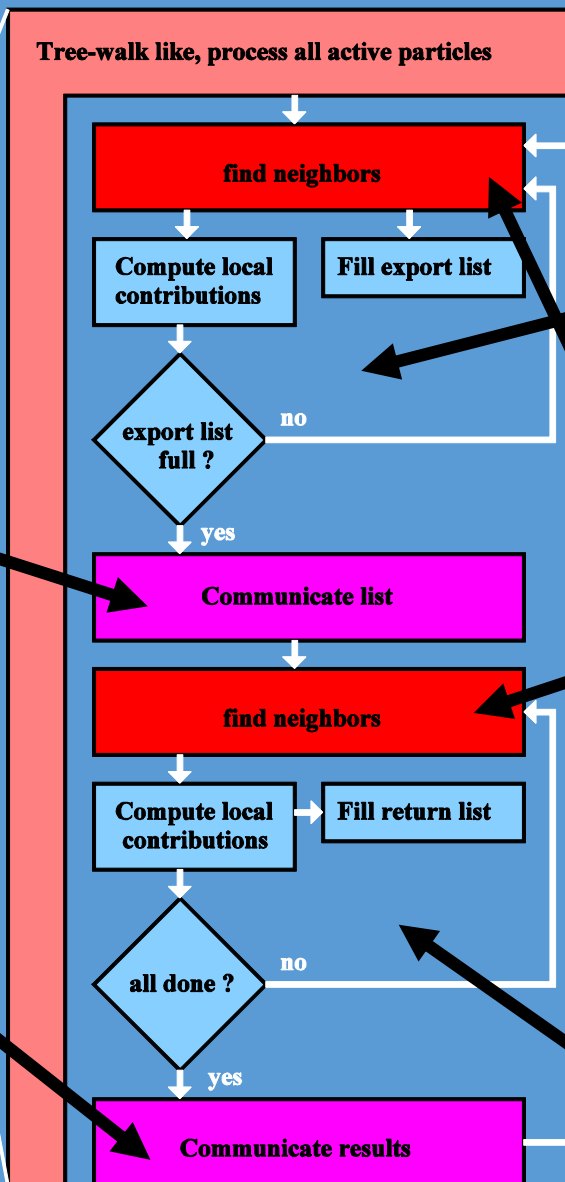 Tree-walk like, process all active particles
find neighbors
Compute local
contributions
Fill export list
export list
full ?
no
yes
Communicate list
find neighbors
Compute local
contributions
Fill return list
all done ?
no
yes
Communicate results